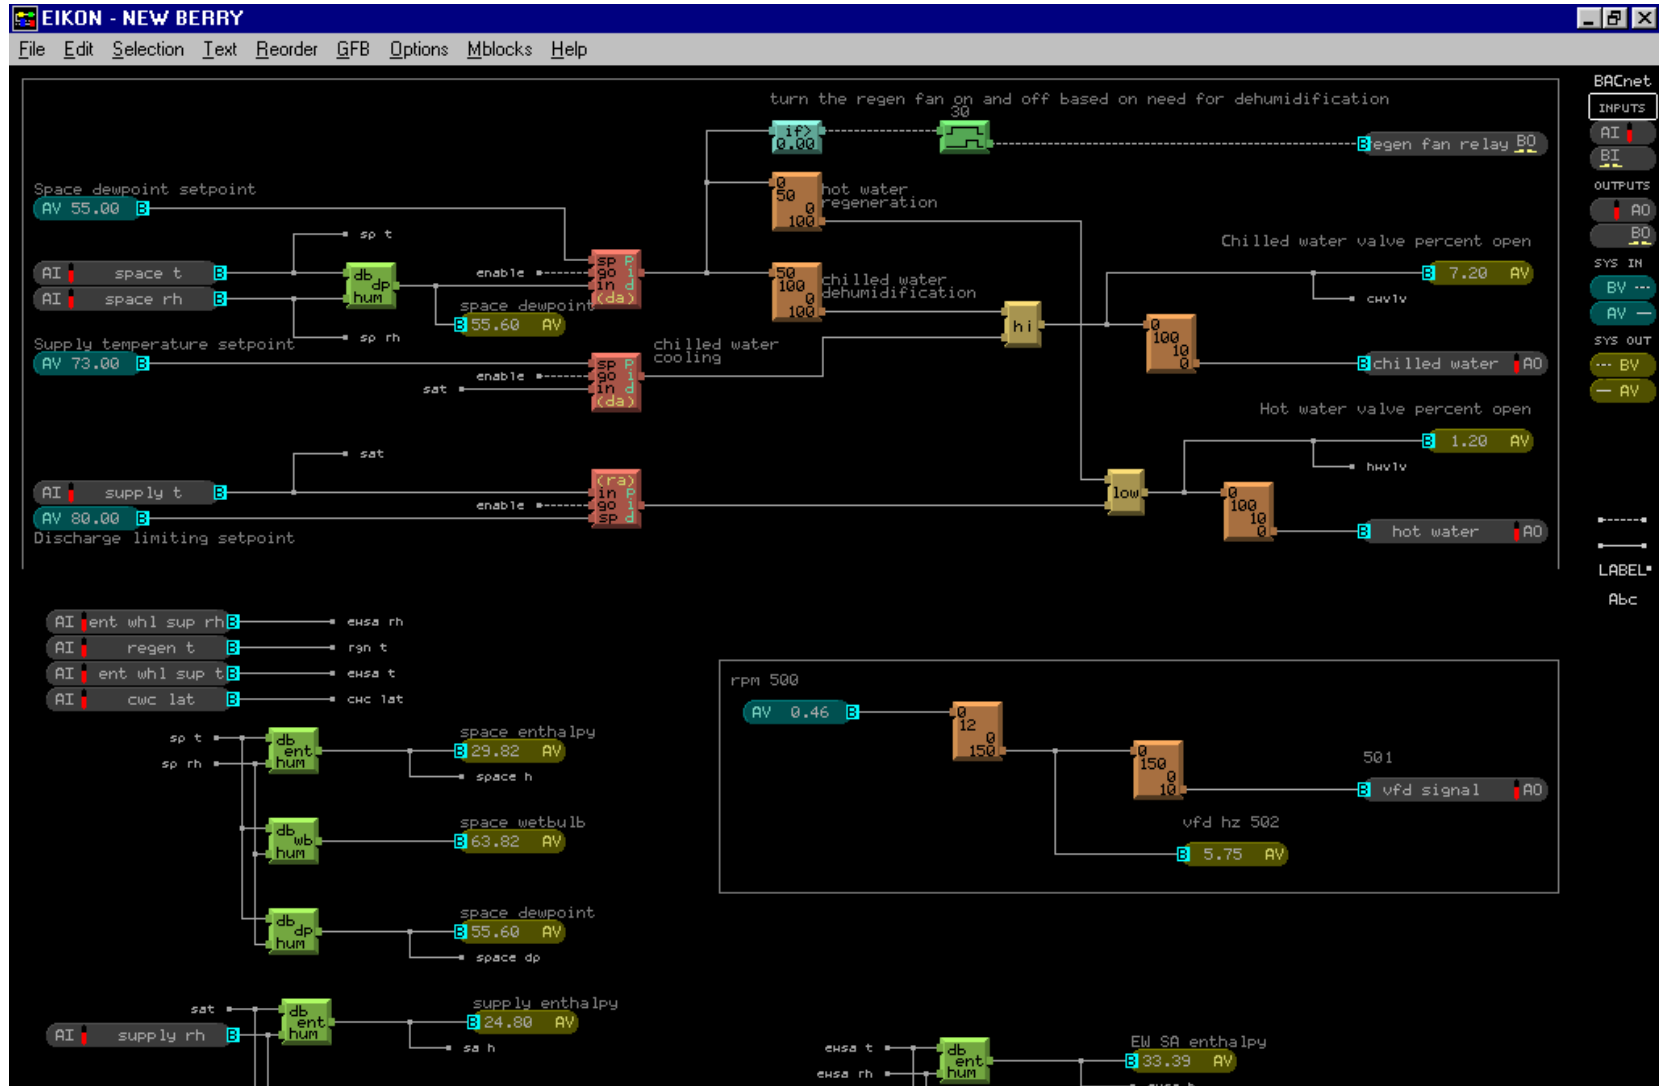 EIKON - NEW BERRY
File Edit Selection Text Reorder GFB Options Mblocks Help
BACnet
INPUTS
AI
BI
OUTPUTS
AO
BO
SYS IN
BV
AV
SYS OUT
BV
AV
LABEL
Abc
turn the regen fan on and off based on need for dehumidification
30
if>
0.00
B egen fan relay BO
Space dewpoint setpoint
AV 55.00 B
0
50
0
100
hot water
regeneration
sp t
AI space t B
AI space rh B
db
dp
hum
enable
sp P
go i
in d
(da)
space dewpoint
B 55.60 AV
sp rh
50
100
0
100
chilled water
dehumidification
hi
Chilled water valve percent open
B 7.20 AV
cwvlv
0
100
10
0
B chilled water AO
Supply temperature setpoint
AV 73.00 B
enable
sat
sp P
go i
in d
(da)
chilled water
cooling
Hot water valve percent open
B 1.20 AV
hwvlv
sat
AI supply t B
AV 80.00 B
Discharge limiting setpoint
enable
(ra)
in P
go i
sp d
low
0
100
10
0
B hot water AO
AI ent whl sup rh B ewsa rh
AI regen t B rgn t
AI ent whl sup t B ewsa t
AI cwc lat B cwc lat
rpm 500
AV 0.46 B
0
12
0
150
0
150
0
10
501
B vfd signal AO
vfd hz 502
B 5.75 AV
sp t
sp rh
db
ent
hum
space enthalpy
B 29.82 AV
space h
db
wb
hum
space wetbulb
B 63.82 AV
db
dp
hum
space dewpoint
B 55.60 AV
space dp
sat
AI supply rh B
db
ent
hum
supply enthalpy
B 24.80 AV
sa h
ewsa t
ewsa rh
db
ent
hum
EW SA enthalpy
B 33.39 AV